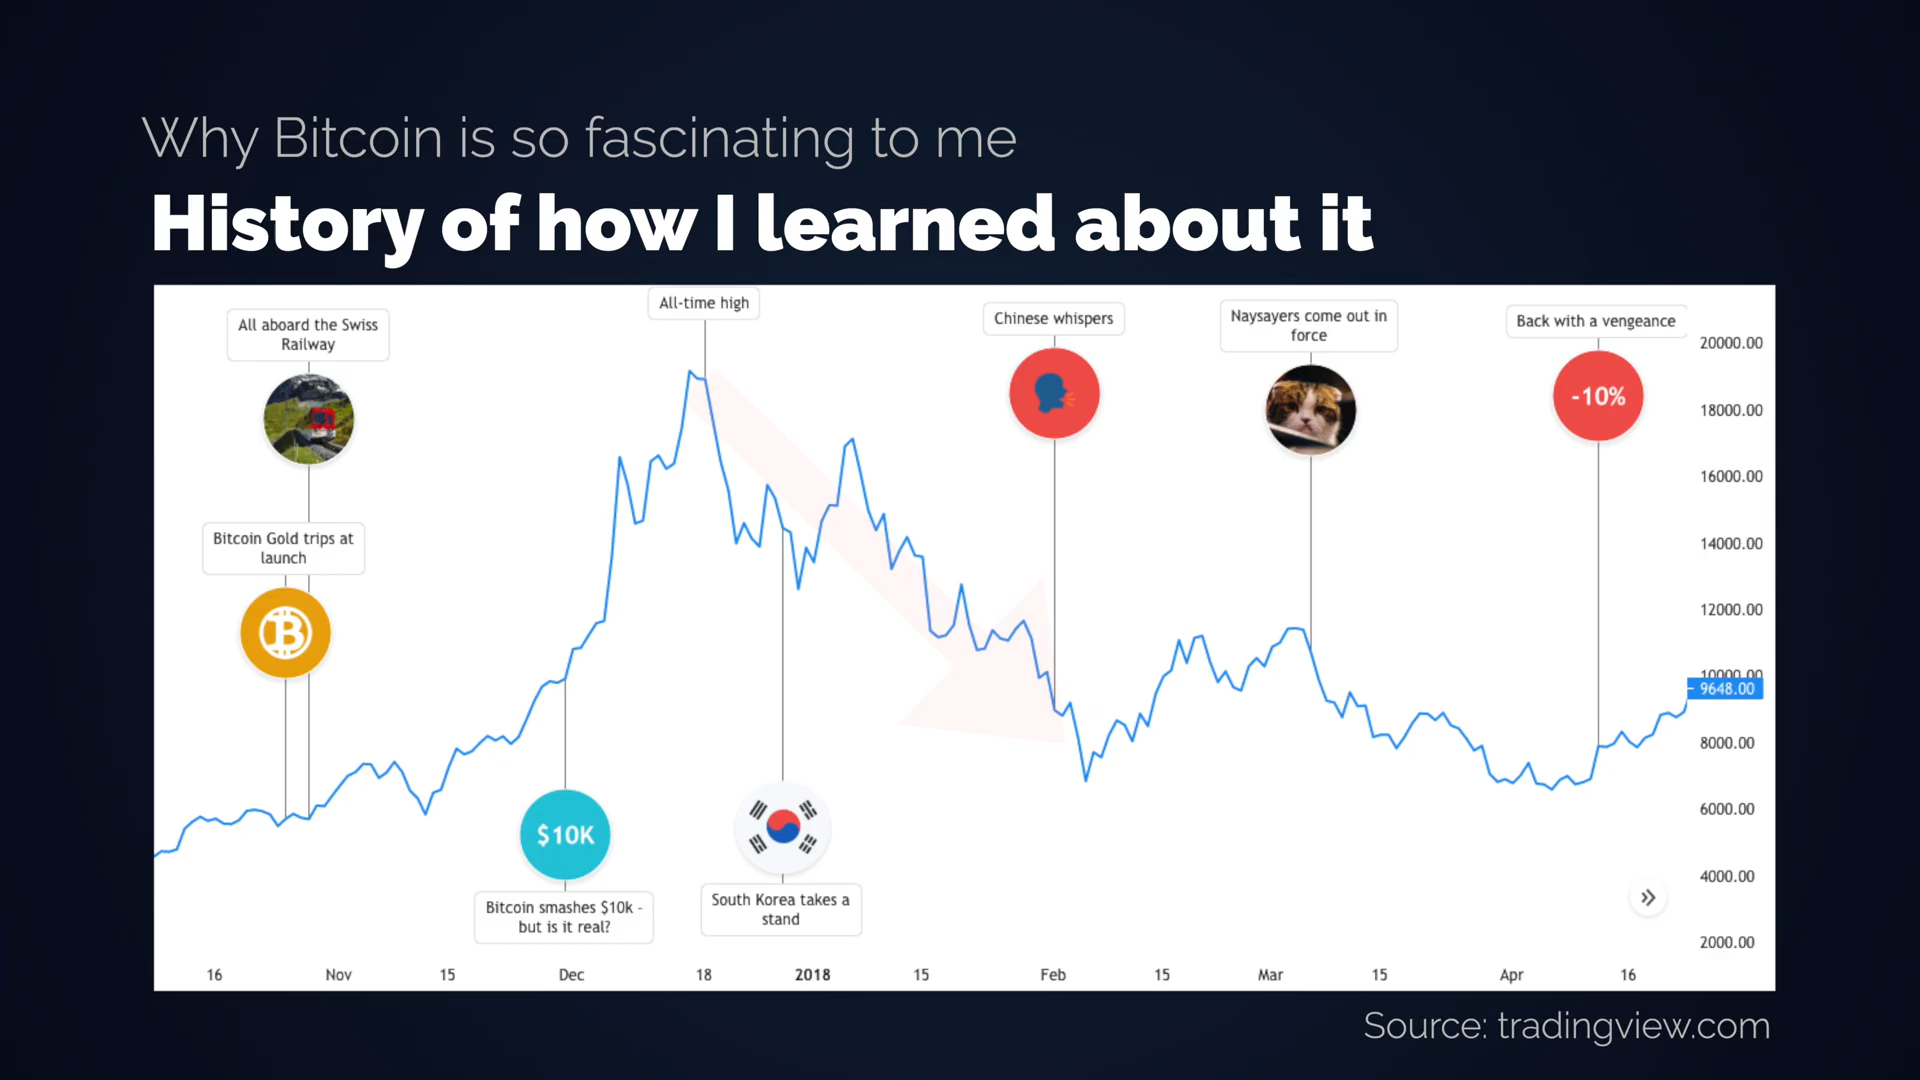 Why Bitcoin is so fascinating to me
History of how I learned about it
All aboard the Swiss
Railway
Bitcoin Gold trips at
launch
All-time high
Chinese whispers
Naysayers come out in
force
Back with a vengeance
-10%
$10K
Bitcoin smashes $10k -
but is it real?
South Korea takes a
stand
20000.00
18000.00
16000.00
14000.00
12000.00
10000.00
9648.00
8000.00
6000.00
4000.00
2000.00
16 Nov 15 Dec 18 2018 15 Feb 15 Mar 15 Apr 16
Source: tradingview.com